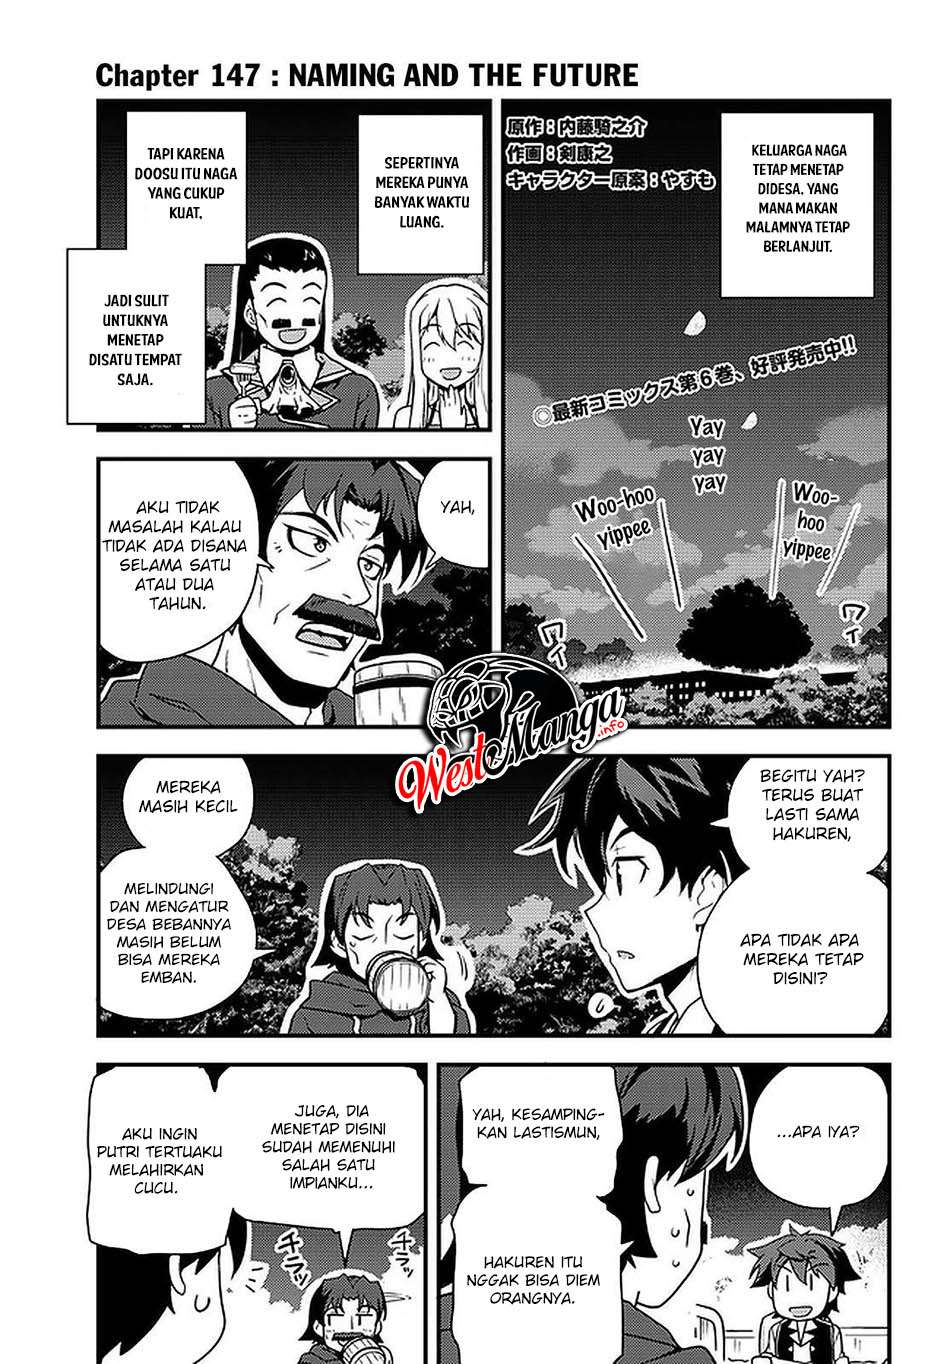 Chapter 147 : NAMING AND THE FUTURE
原作：内藤騎之介
作画：剣康之
キャラクター原案：やすも
KELUARGA NAGA
TETAP MENETAP
DIDESA. YANG
MANA MAKAN
MALAMNYA TETAP
BERLANJUT.
◎最新コミックス第6巻、好評発売中!!
Yay
yay
yay
Woo-hoo
yippee
Woo-
hoo
yippee
ワイ
ワイ
SEPERTINYA
MEREKA PUNYA
BANYAK WAKTU
LUANG.
TAPI KARENA
DOOSU ITU NAGA
YANG CUKUP
KUAT.
JADI SULIT
UNTUKNYA
MENETAP
DISATU TEMPAT
SAJA.
YAH,
AKU TIDAK
MASALAH KALAU
TIDAK ADA DISANA
SELAMA SATU
ATAU DUA
TAHUN.
WestManga
.info
BEGITU YAH?
TERUS BUAT
LASTI SAMA
HAKUREN,
APA TIDAK APA
MEREKA TETAP
DISINI?
MEREKA
MASIH KECIL
MELINDUNGI
DAN MENGATUR
DESA BEBANNYA
MASIH BELUM
BISA MEREKA
EMBAN.
...APA IYA?
YAH, KESAMPING-
KAN LASTISMUN,
HAKUREN ITU
NGGAK BISA DIEM
ORANGNYA.
JUGA, DIA
MENETAP DISINI
SUDAH MEMENUHI
SALAH SATU
IMPIANKU...
チラッ
チラッ
AKU INGIN
PUTRI TERTUAKU
MELAHIRKAN
CUCU.